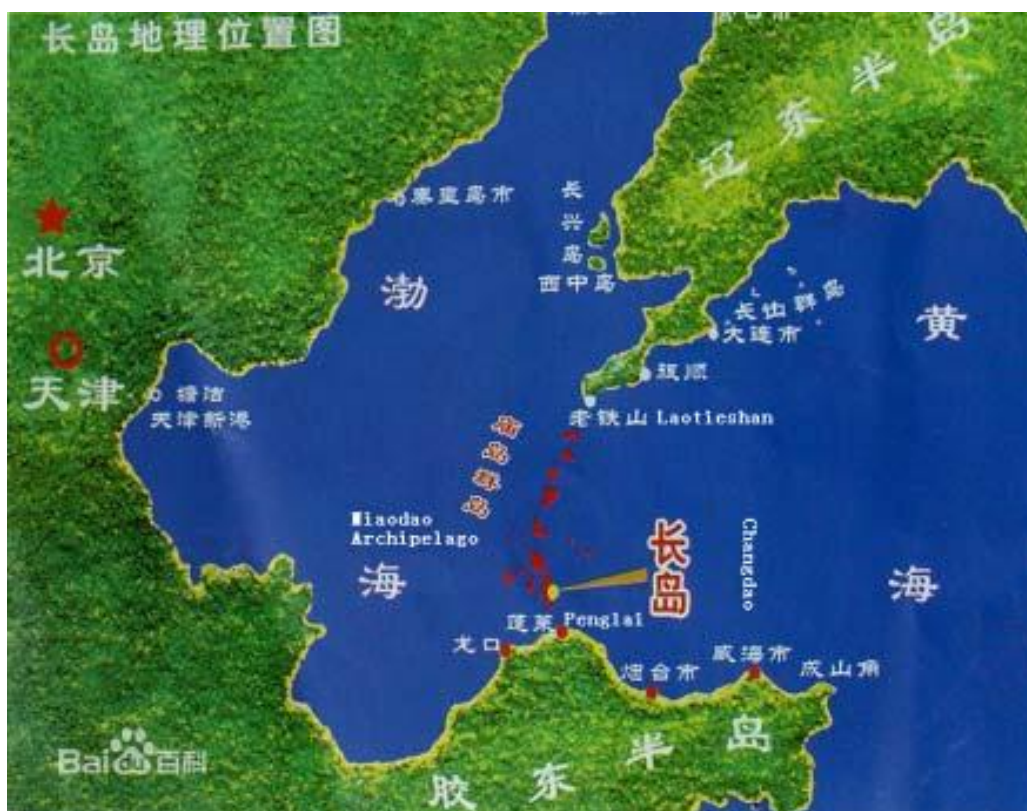 长岛地理位置图
辽东半岛
秦皇岛市
长兴岛
西中岛
北京
渤
长山群岛
大连市
黄
天津
塘沽
天津新港
旅顺
老铁山 Laotieshan
庙岛群岛
Miaodao
Archipelago
长岛
Changdao
海
海
蓬莱 Penglai
龙口
烟台市
威海市
成山角
胶东半岛
Bai du 百科